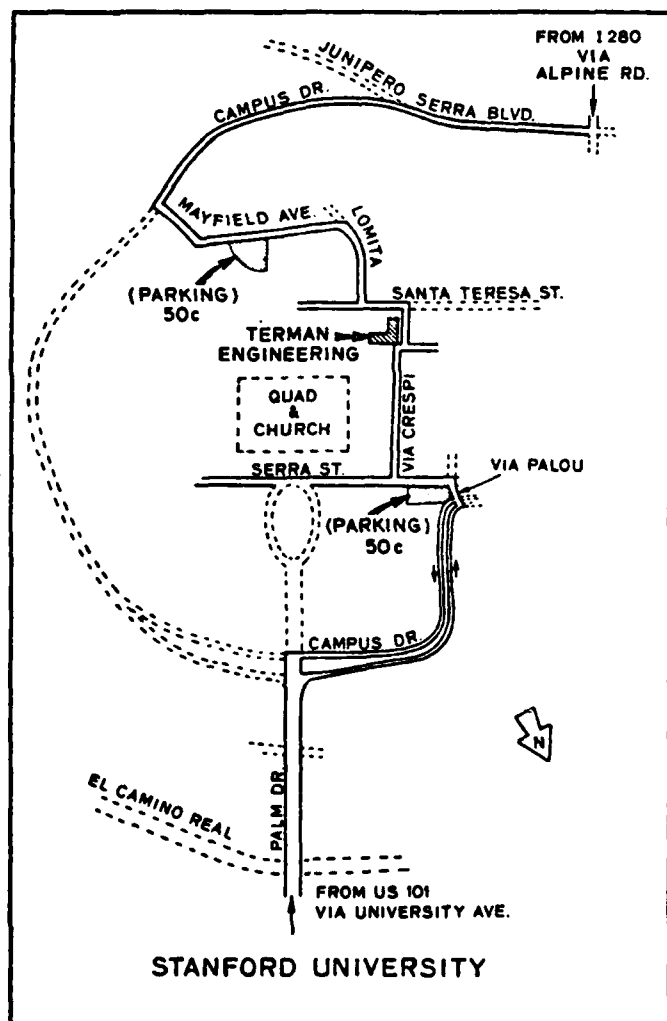 FROM I 280
VIA
ALPINE RD.
JUNIPERO
SERRA BLVD.
CAMPUS DR.
MAYFIELD AVE.
LOMITA
(PARKING)
50c
SANTA TERESA ST.
TERMAN
ENGINEERING
QUAD
&
CHURCH
VIA CRESPI
SERRA ST.
VIA PALOU
(PARKING)
50c
CAMPUS DR.
N
EL CAMINO REAL
PALM DR.
FROM US 101
VIA UNIVERSITY AVE.
STANFORD UNIVERSITY